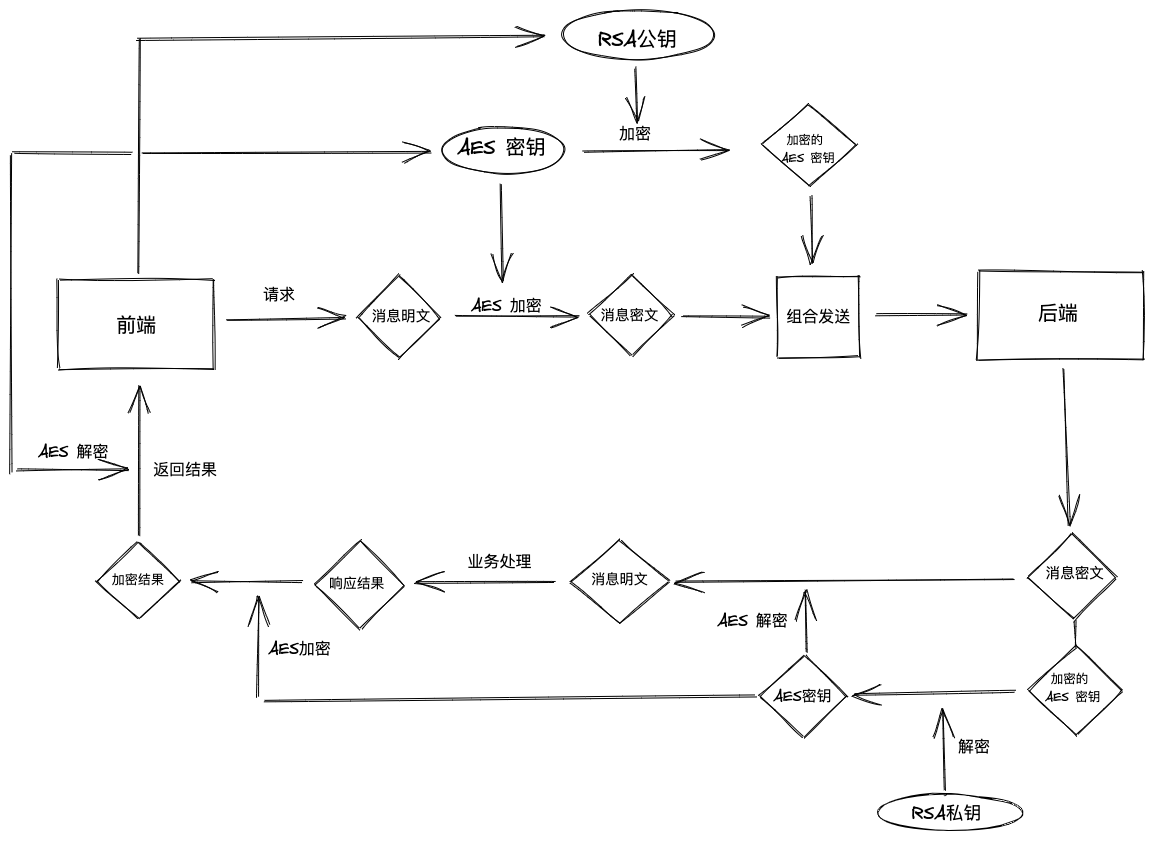 RSA公钥
加密
AES 密钥
加密的
AES 密钥
前端
请求
消息明文
AES 加密
消息密文
组合发送
后端
AES 解密
返回结果
加密结果
响应结果
业务处理
消息明文
消息密文
AES 解密
AES加密
AES密钥
加密的
AES 密钥
解密
RSA私钥